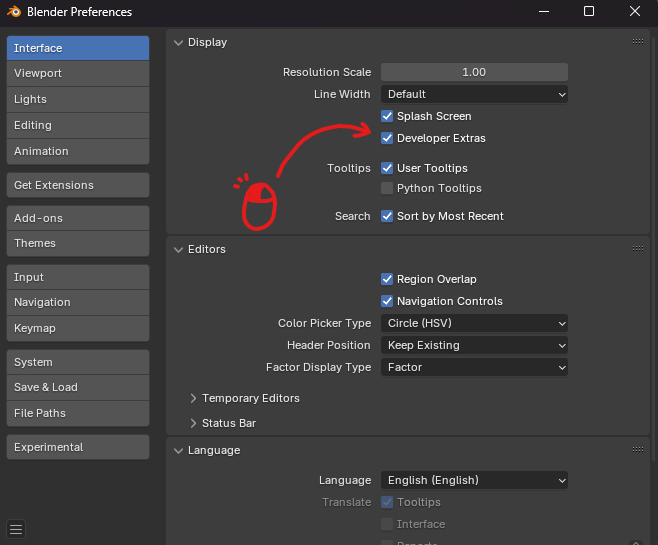 Blender Preferences
Interface
Viewport
Lights
Editing
Animation
Get Extensions
Add-ons
Themes
Input
Navigation
Keymap
System
Save & Load
File Paths
Experimental
Display
Resolution Scale 1.00
Line Width Default
Splash Screen
Developer Extras
Tooltips User Tooltips
Python Tooltips
Search Sort by Most Recent
Editors
Region Overlap
Navigation Controls
Color Picker Type Circle (HSV)
Header Position Keep Existing
Factor Display Type Factor
Temporary Editors
Status Bar
Language
Language English (English)
Translate Tooltips
Interface